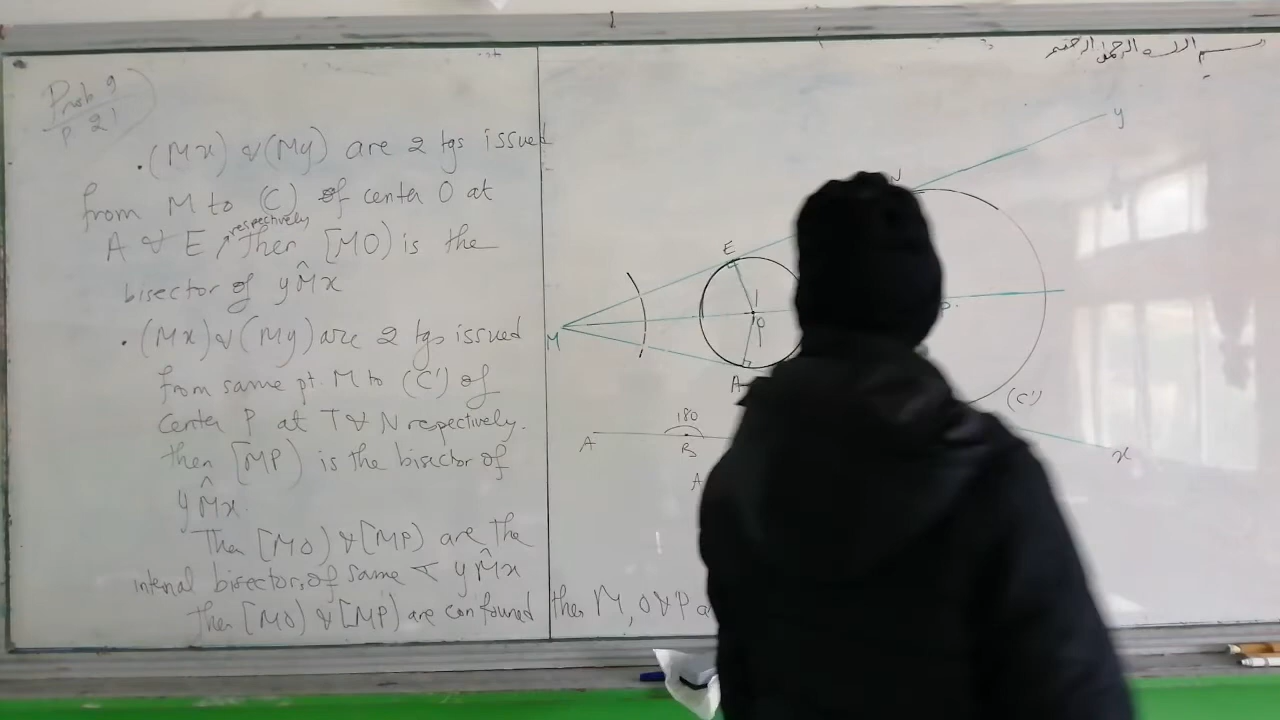 Prob 9
P 21
بسم الله الرحمن الرحيم
. (Mx) & (My) are 2 tgs issued
from M to (C) of center O at
A & E, respectively then [MO) is the
bisector of yM̂x
. (Mx) & (My) are 2 tgs issued
from same pt. M to (C') of
Center P at T & N repectively.
then [MP) is the bisector of
yM̂x.
Then [MO) & [MP) are the
internal bisectors of same ∢ yM̂x
then [MO) & [MP) are confouned then M, O & P
y
N
E
M
O
P
A
(C')
x
180
A
B
A